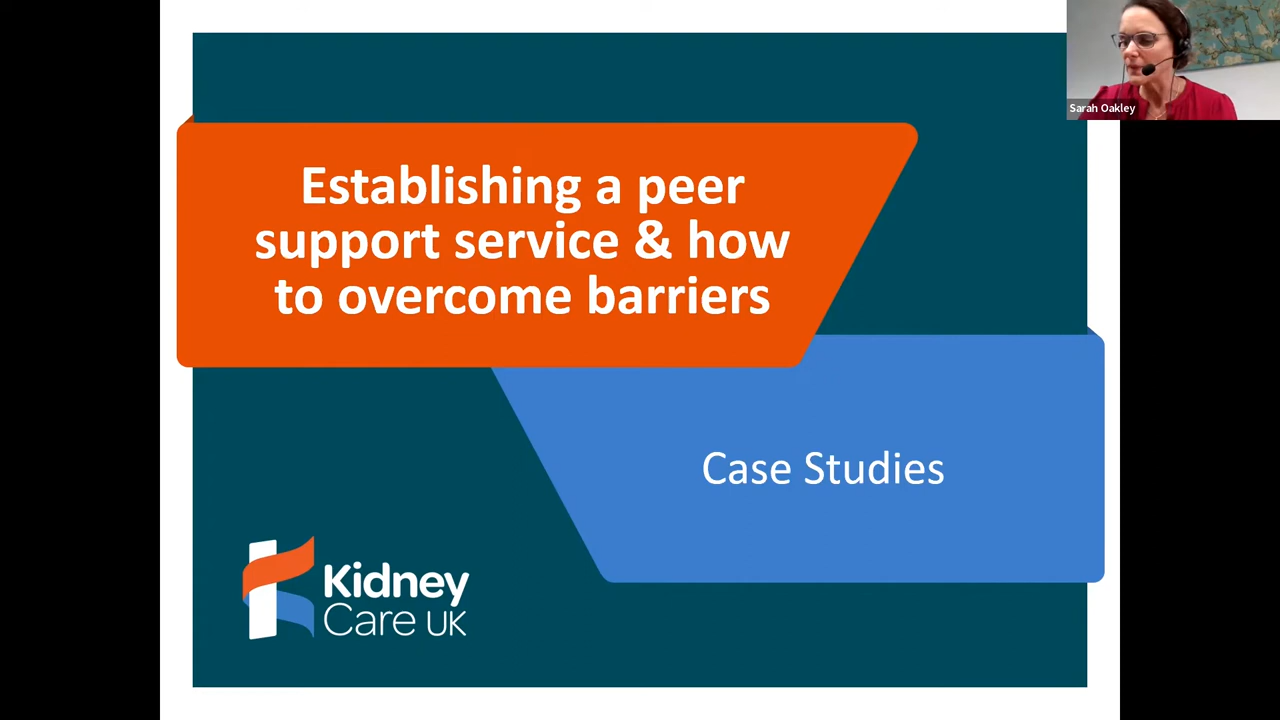 Establishing a peer
support service & how
to overcome barriers
Case Studies
Kidney
Care UK
Sarah Oakley